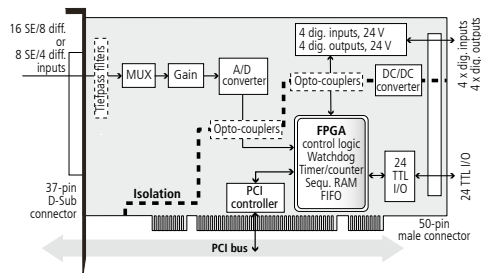 16 SE/8 diff.
or
8 SE/4 diff.
inputs
Tiefpass filters
MUX
Gain
A/D
converter
4 dig. inputs, 24 V
4 dig. outputs, 24 V
Opto-couplers
DC/DC
converter
4 x dig. inputs
4 x dig. outputs
Opto-couplers
FPGA
control logic
Watchdog
Timer/counter
Sequ. RAM
FIFO
24
TTL
I/O
24 TTL I/O
37-pin
D-Sub
connector
Isolation
PCI
controller
50-pin
male connector
PCI bus